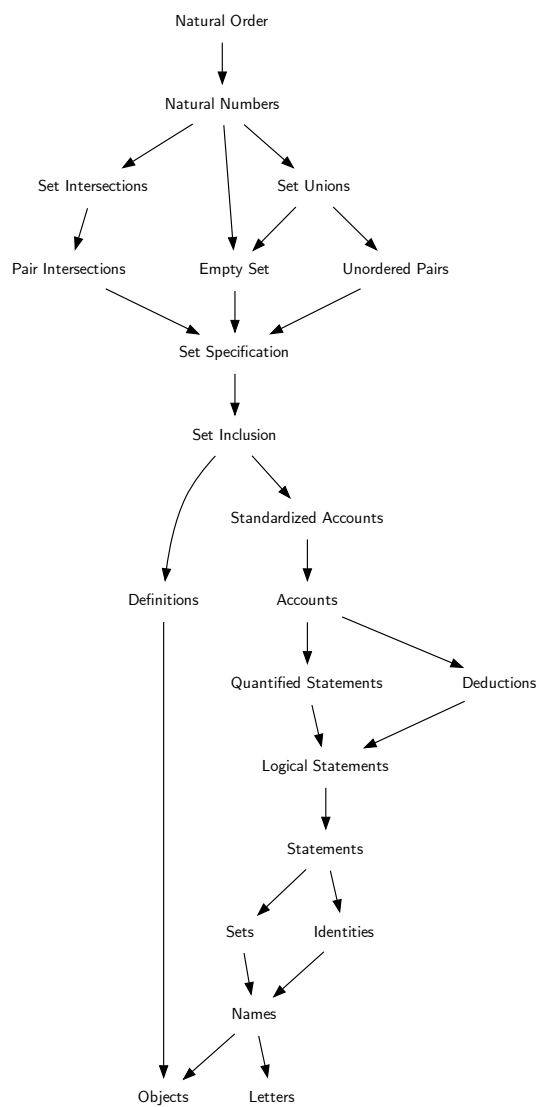 Natural Order
Natural Numbers
Set Intersections
Set Unions
Pair Intersections
Empty Set
Unordered Pairs
Set Specification
Set Inclusion
Standardized Accounts
Definitions
Accounts
Quantified Statements
Deductions
Logical Statements
Statements
Sets
Identities
Names
Objects
Letters